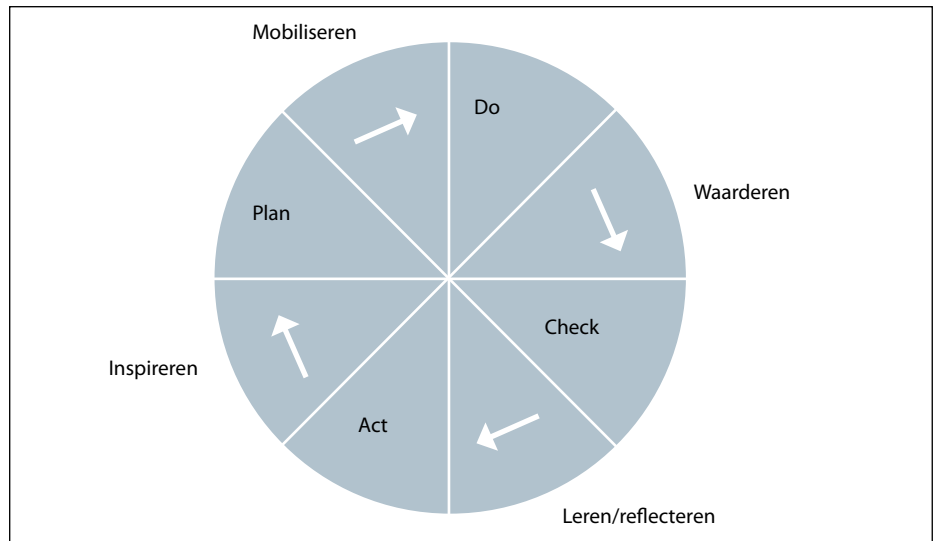 Mobiliseren
Do
Waarderen
Plan
Check
Inspireren
Act
Leren/reflecteren